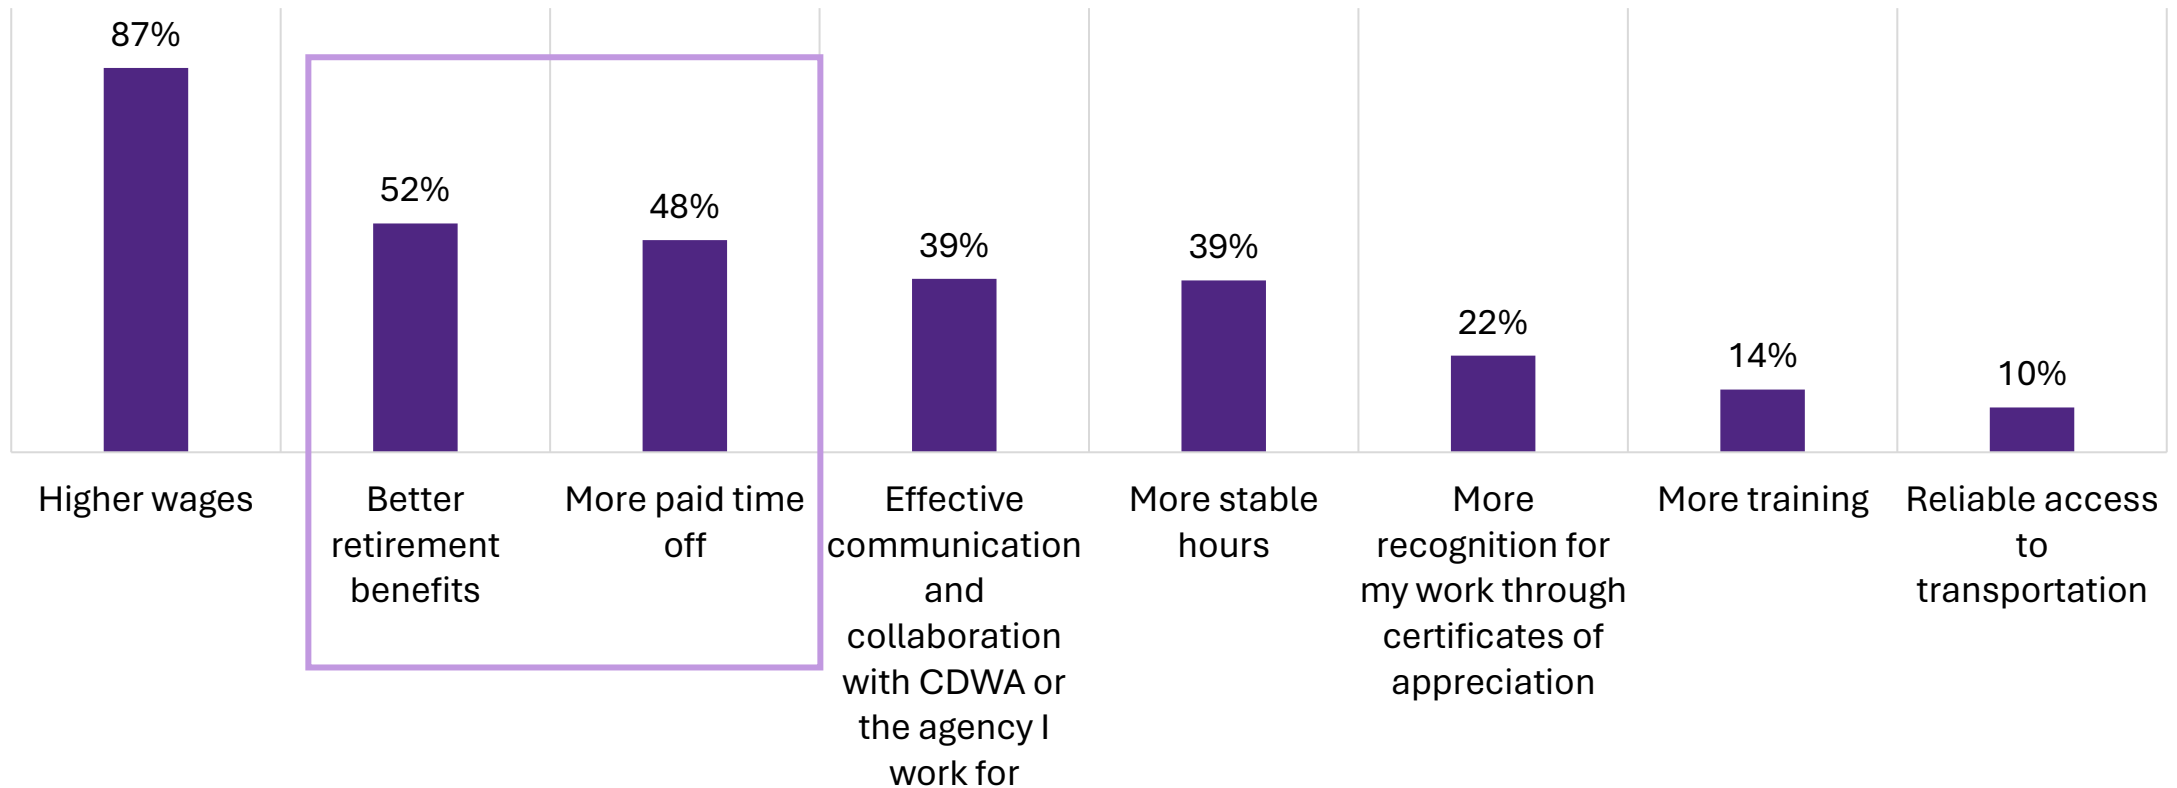 87%
52%
48%
39%
39%
22%
14%
10%
Higher wages
Better
retirement
benefits
More paid time
off
Effective
communication
and
collaboration
with CDWA or
the agency I
work for
More stable
hours
More
recognition for
my work through
certificates of
appreciation
More training
Reliable access
to
transportation